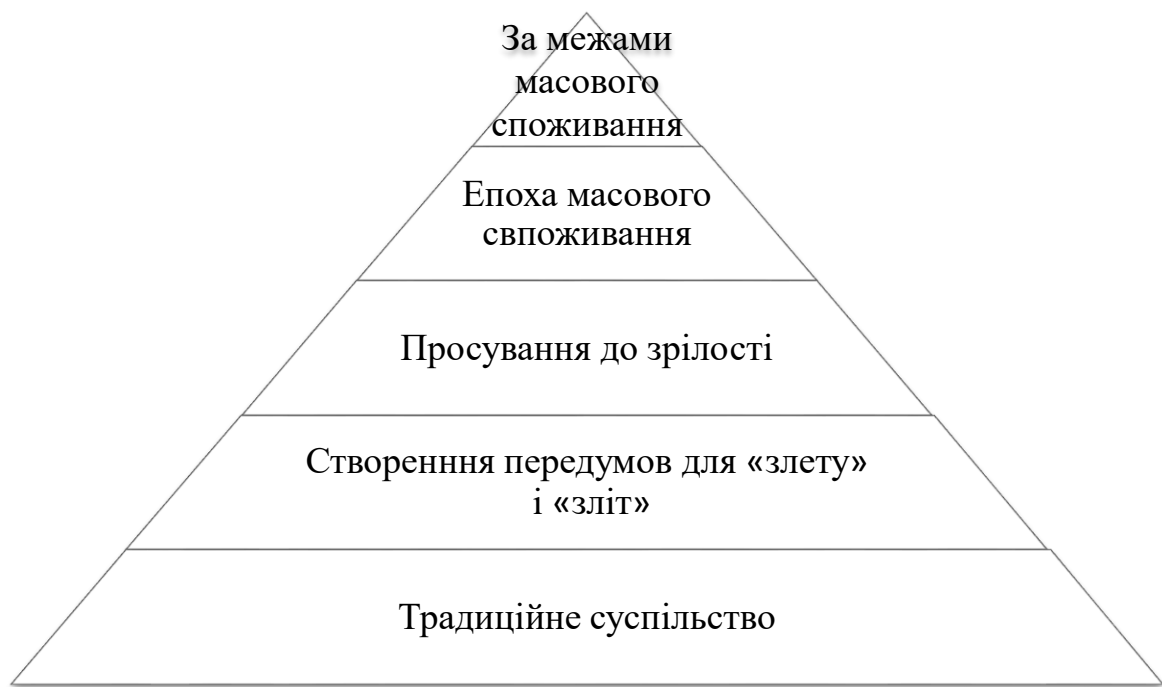 За межами
масового
споживання
Епоха масового
свпоживання
Просування до зрілості
Створенння передумов для «злету»
і «зліт»
Традиційне суспільство